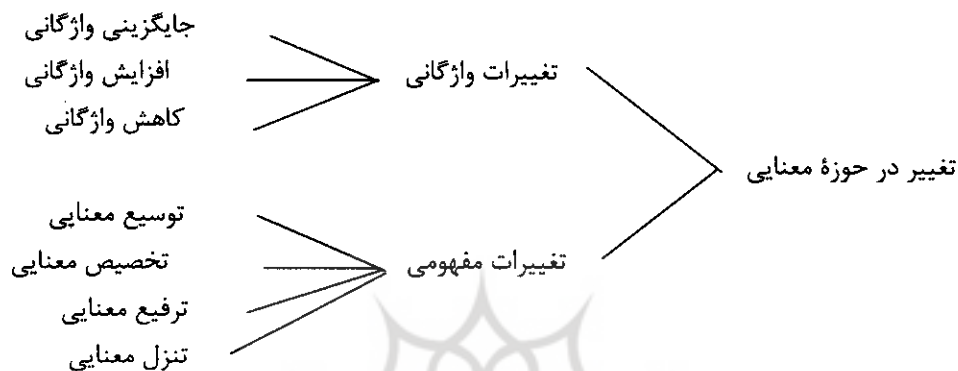 تغییر در حوزهٔ معنایی
تغییرات واژگانی
جایگزینی واژگانی
افزایش واژگانی
کاهش واژگانی
تغییرات مفهومی
توسیع معنایی
تخصیص معنایی
ترفیع معنایی
تنزل معنایی